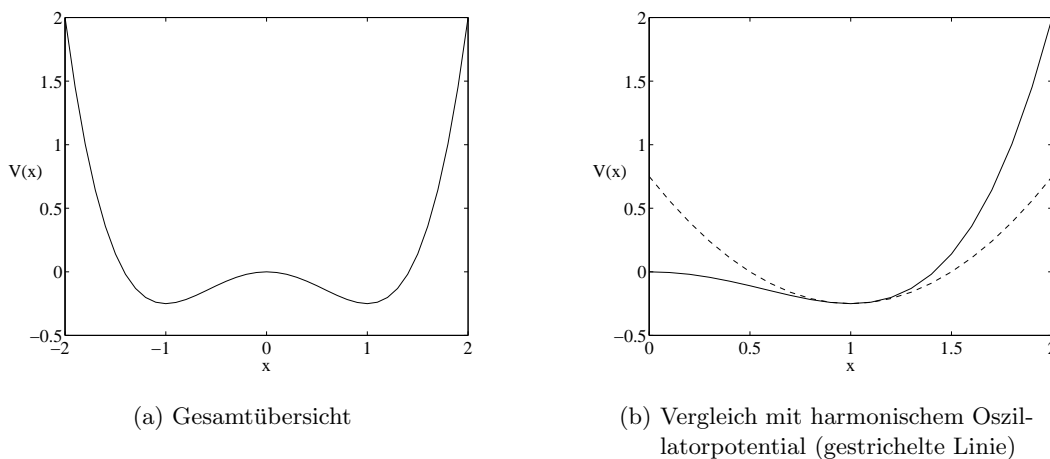 2
1.5
1
V(x)
0.5
0
−0.5
−2 −1 0 1 2
x
(a) Gesamtübersicht
2
1.5
1
V(x)
0.5
0
−0.5
0 0.5 1 1.5 2
x
(b) Vergleich mit harmonischem Oszil-
latorpotential (gestrichelte Linie)